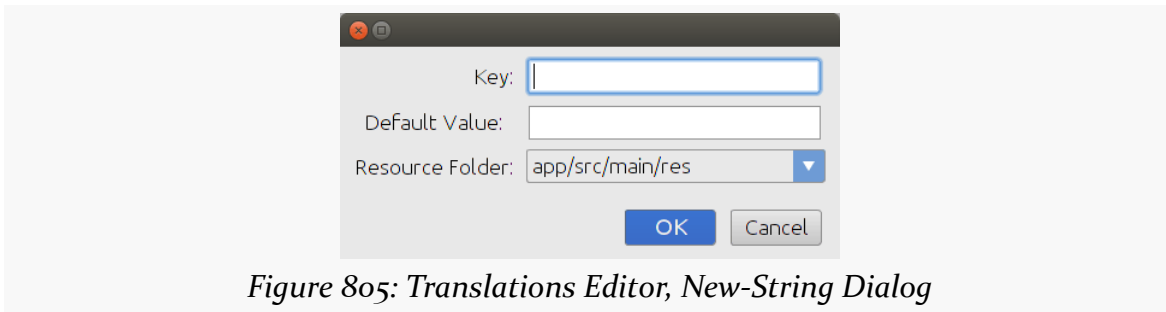 Key:
Default Value:
Resource Folder: app/src/main/res
OK Cancel
Figure 805: Translations Editor, New-String Dialog